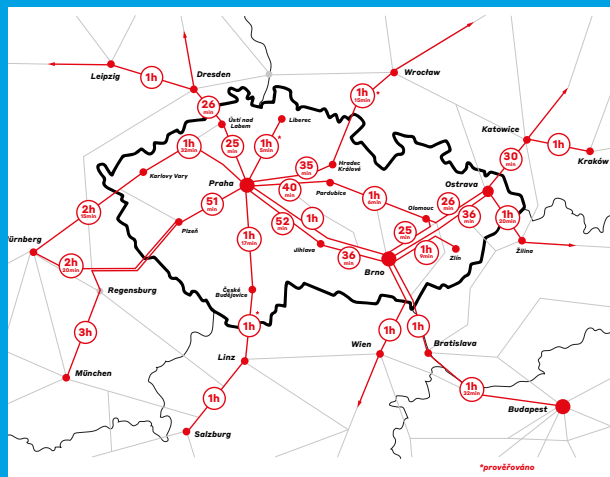 Leipzig
1h
Dresden
26
min
Ústí nad
Labem
25
min
1h
5min
*
Liberec
Wrocław
1h
15min
*
Katowice
1h
Kraków
30
min
Karlovy Vary
1h
22min
Praha
35
min
Hradec
Králové
40
min
Pardubice
1h
6min
Olomouc
Ostrava
26
min
36
min
1h
20min
Žilina
2h
15min
51
min
Plzeň
Nürnberg
2h
20min
Regensburg
3h
München
1h
17min
52
min
1h
Jihlava
36
min
25
min
1h
9min
Zlín
Brno
České
Budějovice
1h
*
Linz
1h
Salzburg
1h
Wien
1h
Bratislava
1h
22min
Budapest
*prověřováno